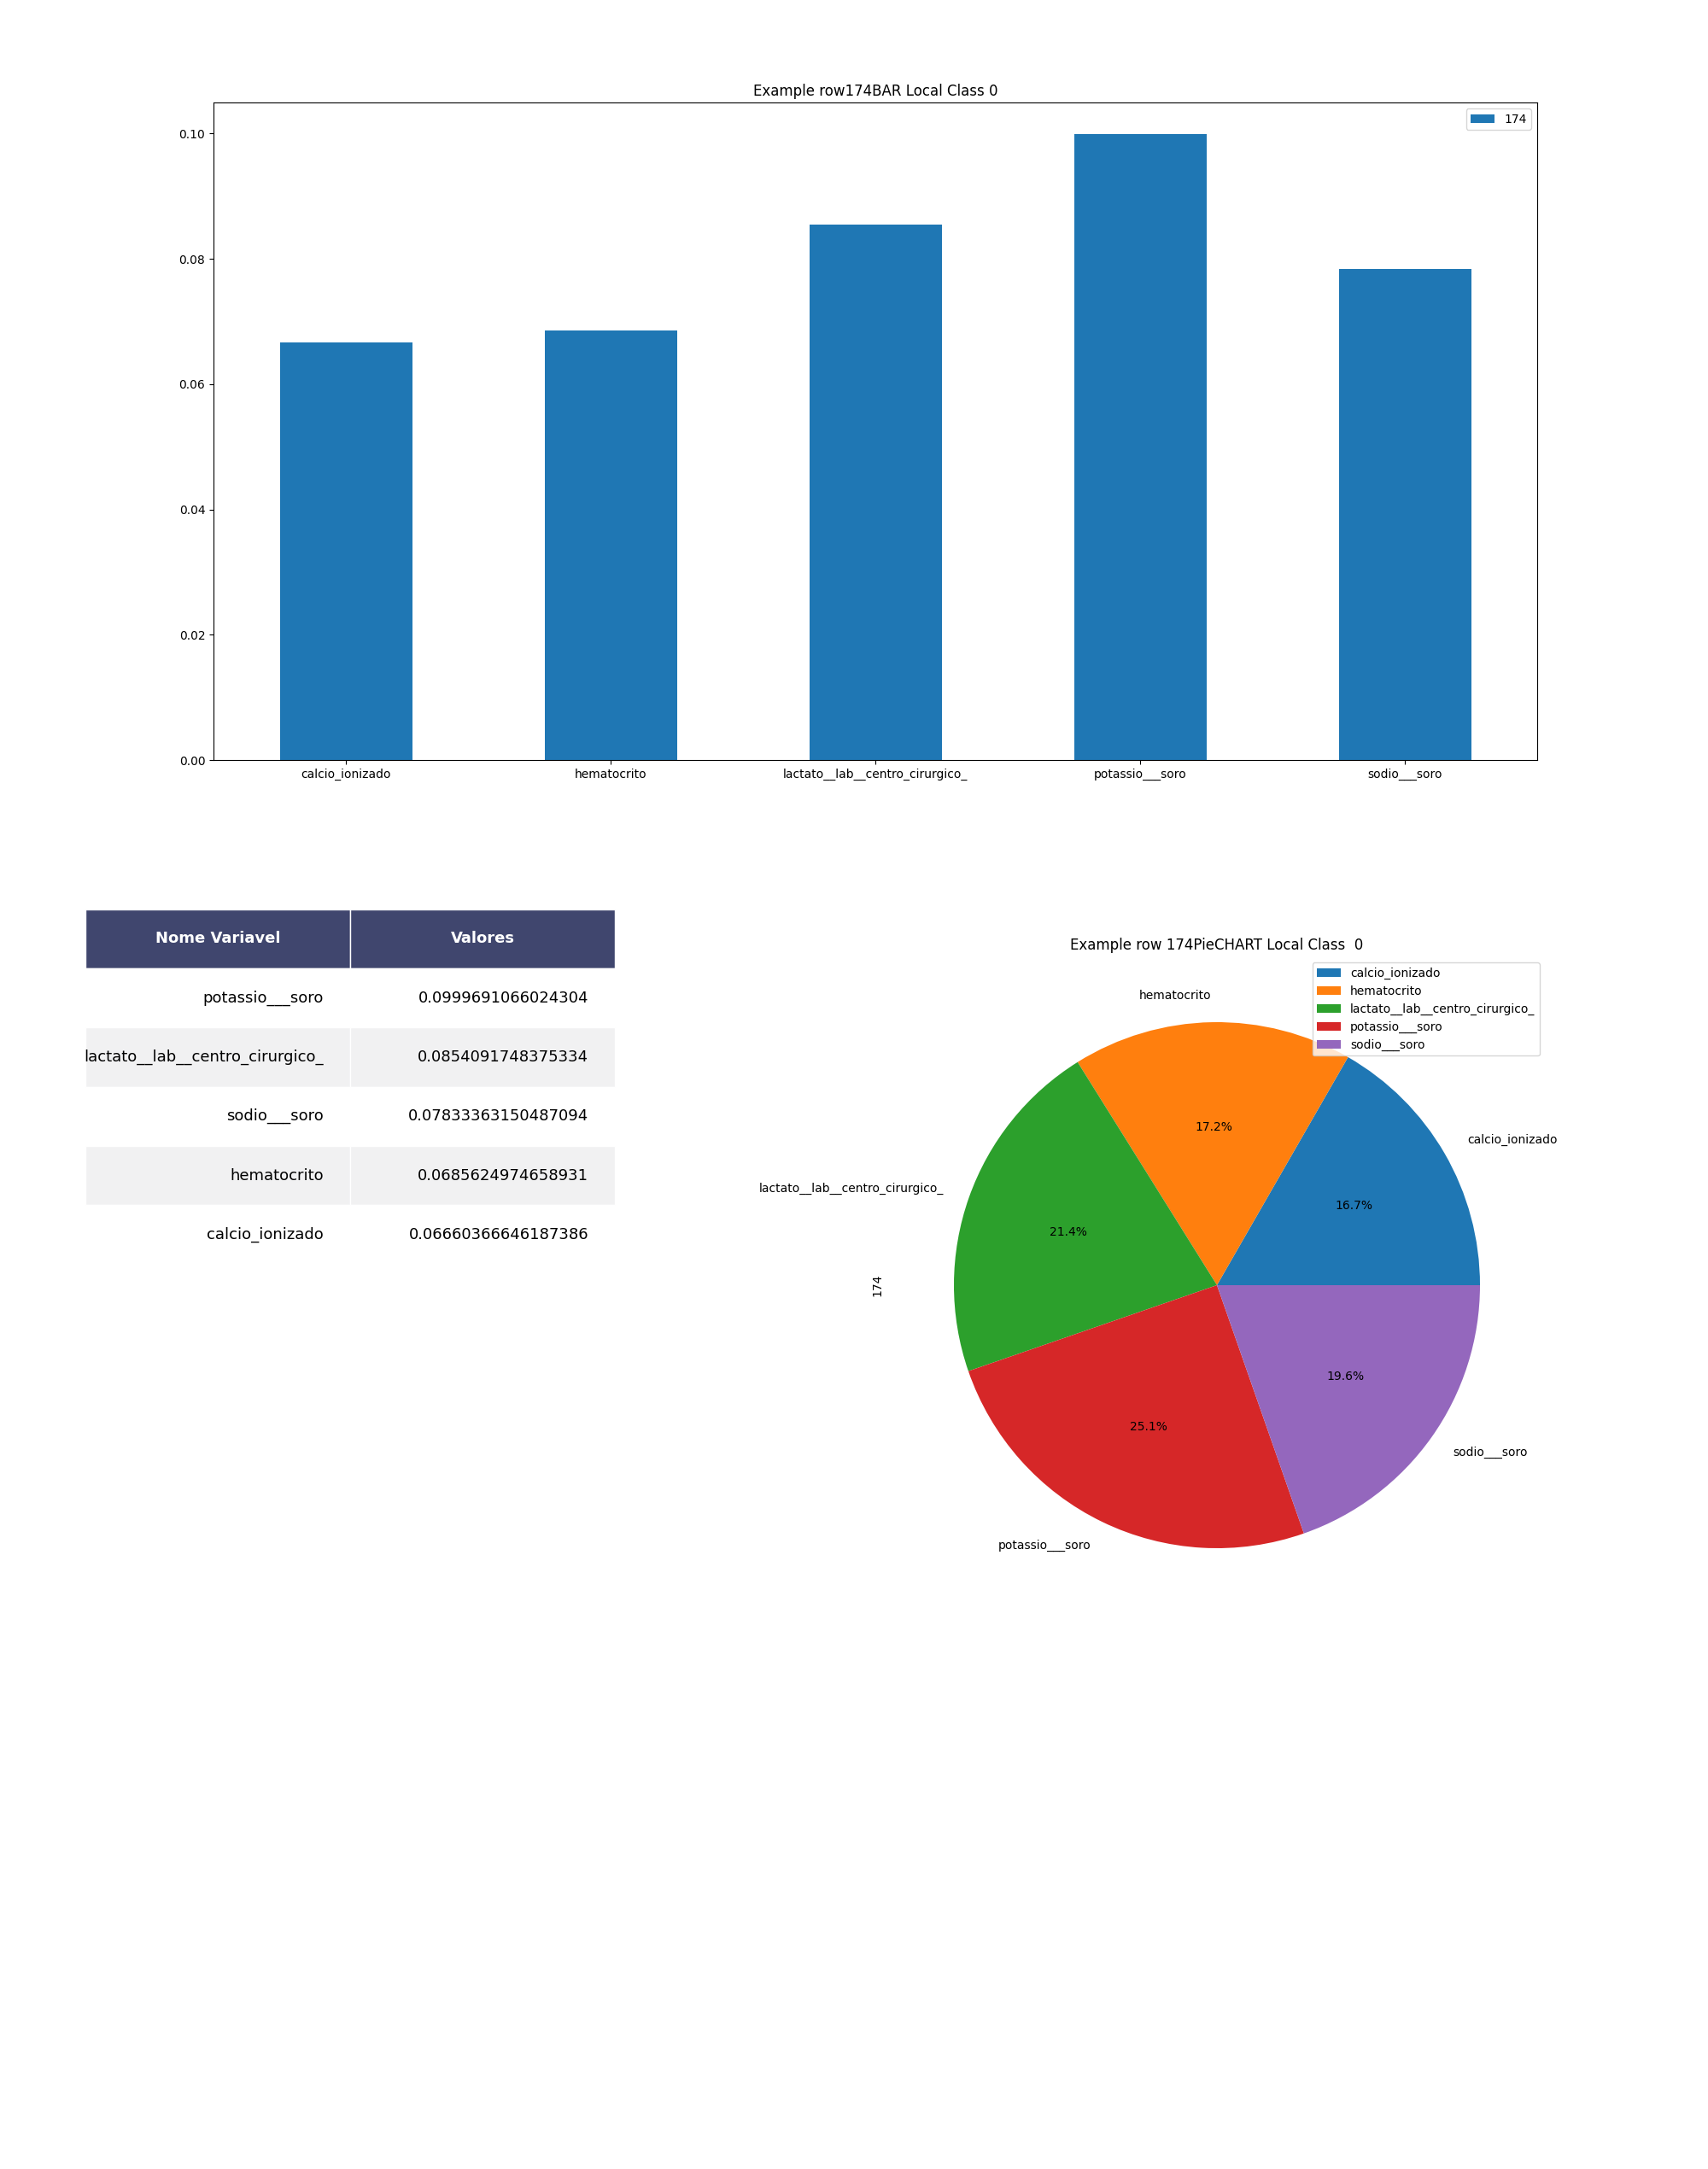 Example row174BAR Local Class 0
174
0.10
0.08
0.06
0.04
0.02
0.00
calcio_ionizado hematocrito lactato__lab__centro_cirurgico_ potassio___soro sodio___soro
Nome Variavel Valores
potassio___soro 0.0999691066024304
lactato__lab__centro_cirurgico_ 0.0854091748375334
sodio___soro 0.07833363150487094
hematocrito 0.0685624974658931
calcio_ionizado 0.06660366646187386
Example row 174PieCHART Local Class  0
calcio_ionizado
hematocrito
lactato__lab__centro_cirurgico_
potassio___soro
sodio___soro
hematocrito
17.2%
calcio_ionizado
16.7%
lactato__lab__centro_cirurgico_
21.4%
174
19.6%
25.1%
sodio___soro
potassio___soro